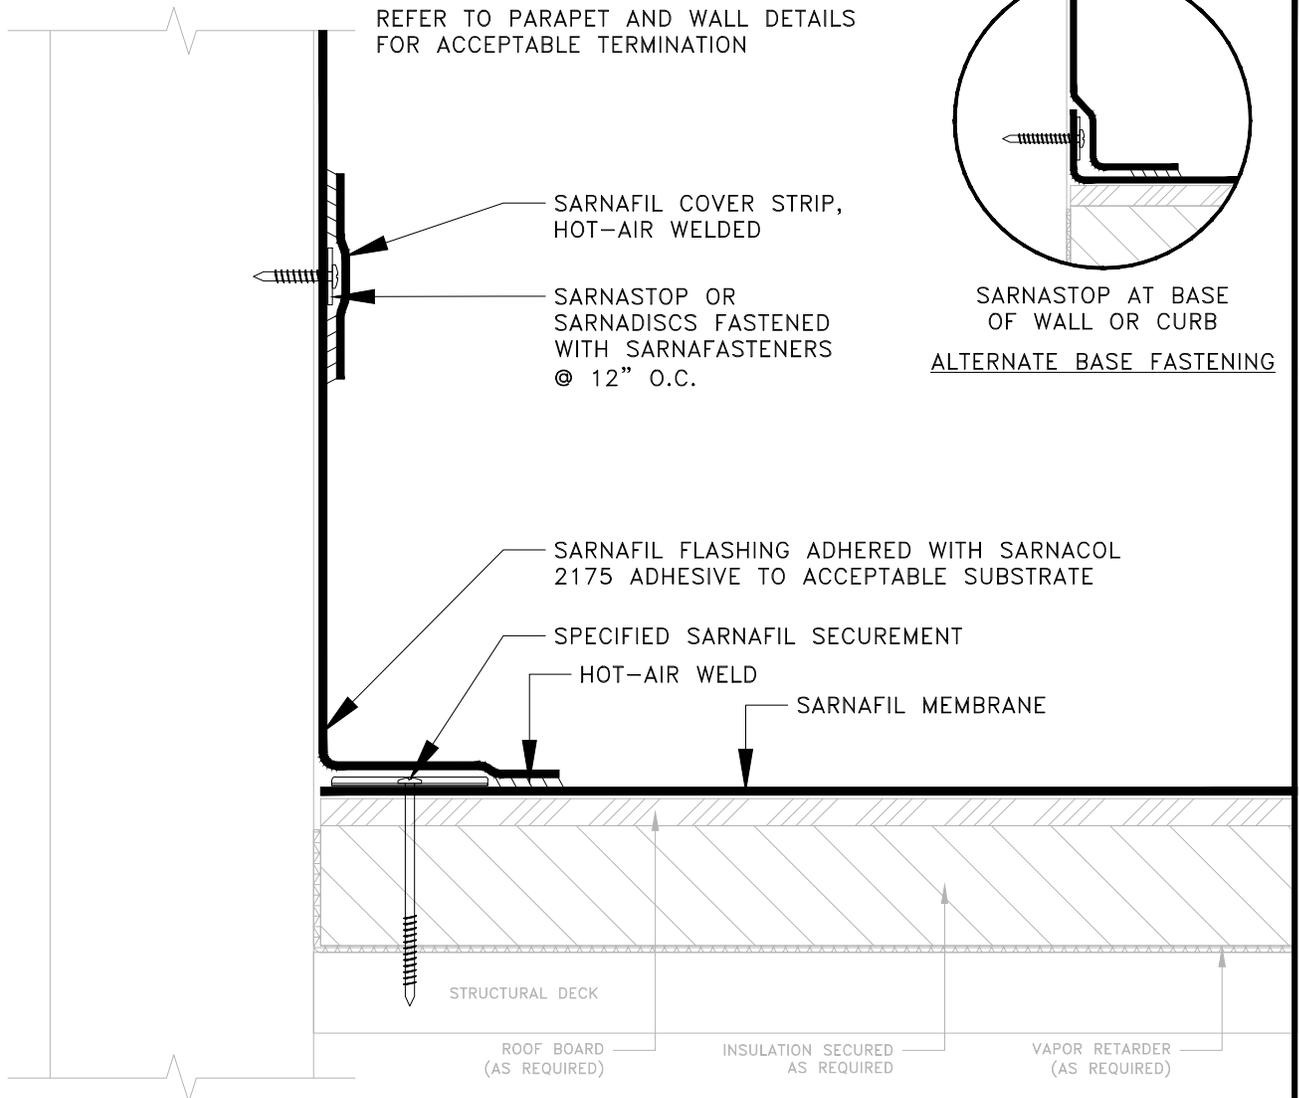 REFER TO PARAPET AND WALL DETAILS
FOR ACCEPTABLE TERMINATION
SARNAFIL COVER STRIP,
HOT-AIR WELDED
SARNASTOP OR
SARNADISCS FASTENED
WITH SARNAFASTENERS
@ 12” O.C.
SARNASTOP AT BASE
OF WALL OR CURB
ALTERNATE BASE FASTENING
SARNAFIL FLASHING ADHERED WITH SARNACOL
2175 ADHESIVE TO ACCEPTABLE SUBSTRATE
SPECIFIED SARNAFIL SECUREMENT
HOT-AIR WELD
SARNAFIL MEMBRANE
STRUCTURAL DECK
ROOF BOARD
(AS REQUIRED)
INSULATION SECURED
AS REQUIRED
VAPOR RETARDER
(AS REQUIRED)